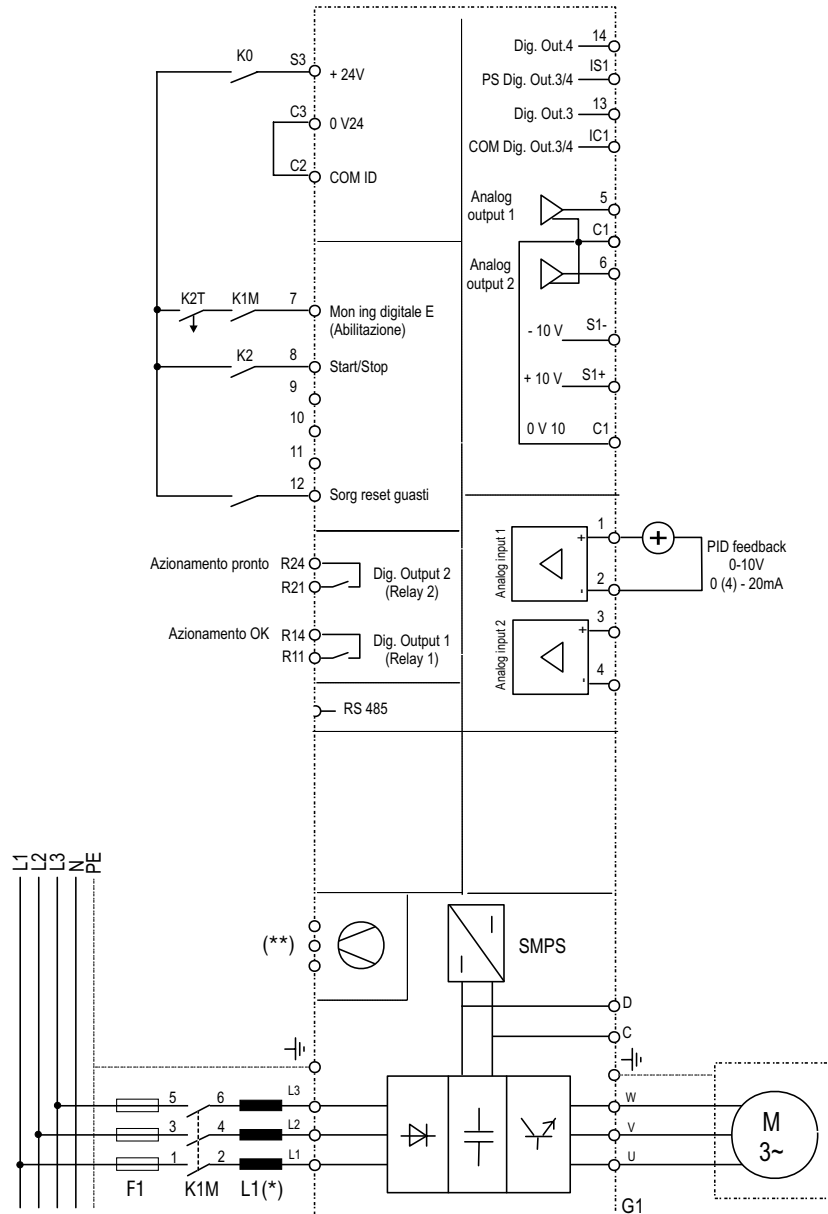 K0
S3
+ 24V
C3
0 V24
C2
COM ID
K2T
K1M
7
Mon ing digitale E
(Abilitazione)
K2
8
Start/Stop
9
10
11
12
Sorg reset guasti
Azionamento pronto
R24
R21
Dig. Output 2
(Relay 2)
Azionamento OK
R14
R11
Dig. Output 1
(Relay 1)
RS 485
Dig. Out.4
14
PS Dig. Out.3/4
IS1
Dig. Out.3
13
COM Dig. Out.3/4
IC1
Analog
output 1
5
C1
Analog
output 2
6
- 10 V
S1-
+ 10 V
S1+
0 V 10
C1
Analog input 1
+
-
1
2
+
PID feedback
0-10V
0 (4) - 20mA
Analog input 2
+
-
3
4
L1
L2
L3
N
PE
(**)
SMPS
D
C
5
6
L3
W
3
4
L2
V
1
2
L1
U
F1
K1M
L1(*)
M
3~
G1